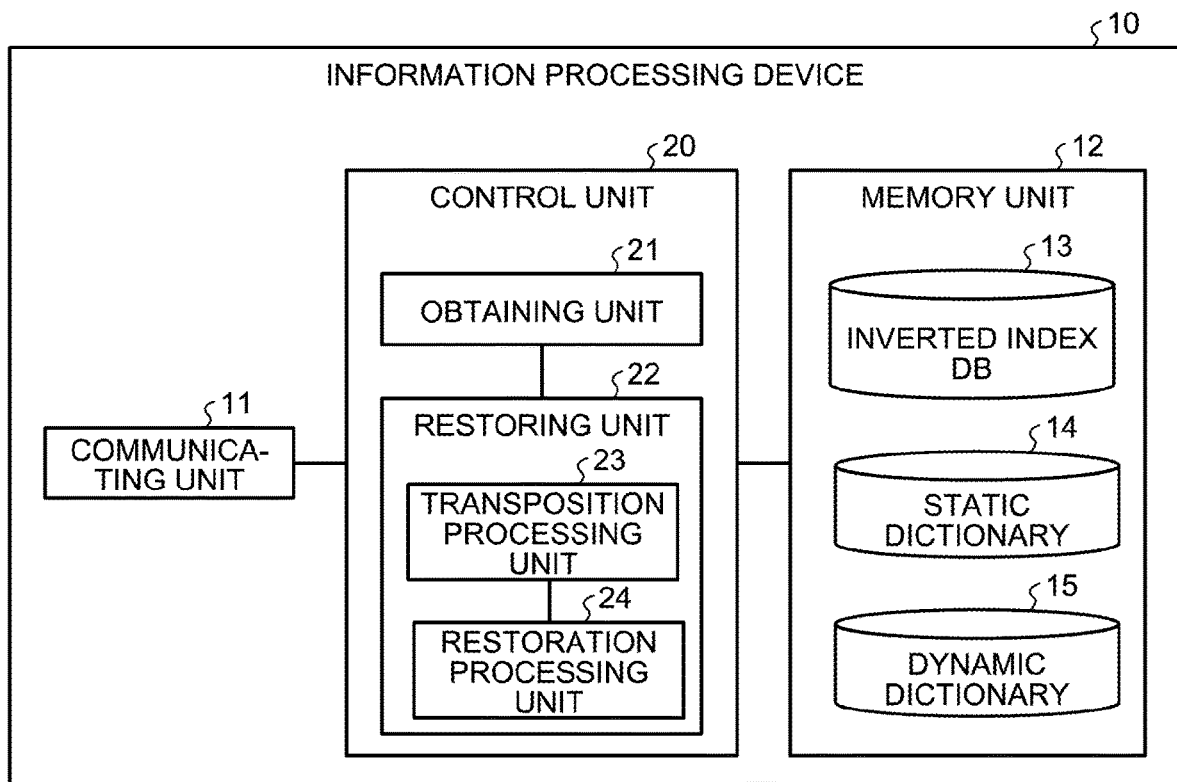 10
INFORMATION PROCESSING DEVICE
20
CONTROL UNIT
21
OBTAINING UNIT
22
RESTORING UNIT
23
TRANSPOSITION
PROCESSING
UNIT
24
RESTORATION
PROCESSING
UNIT
11
COMMUNICA-
TING UNIT
12
MEMORY UNIT
13
INVERTED INDEX
DB
14
STATIC
DICTIONARY
15
DYNAMIC
DICTIONARY